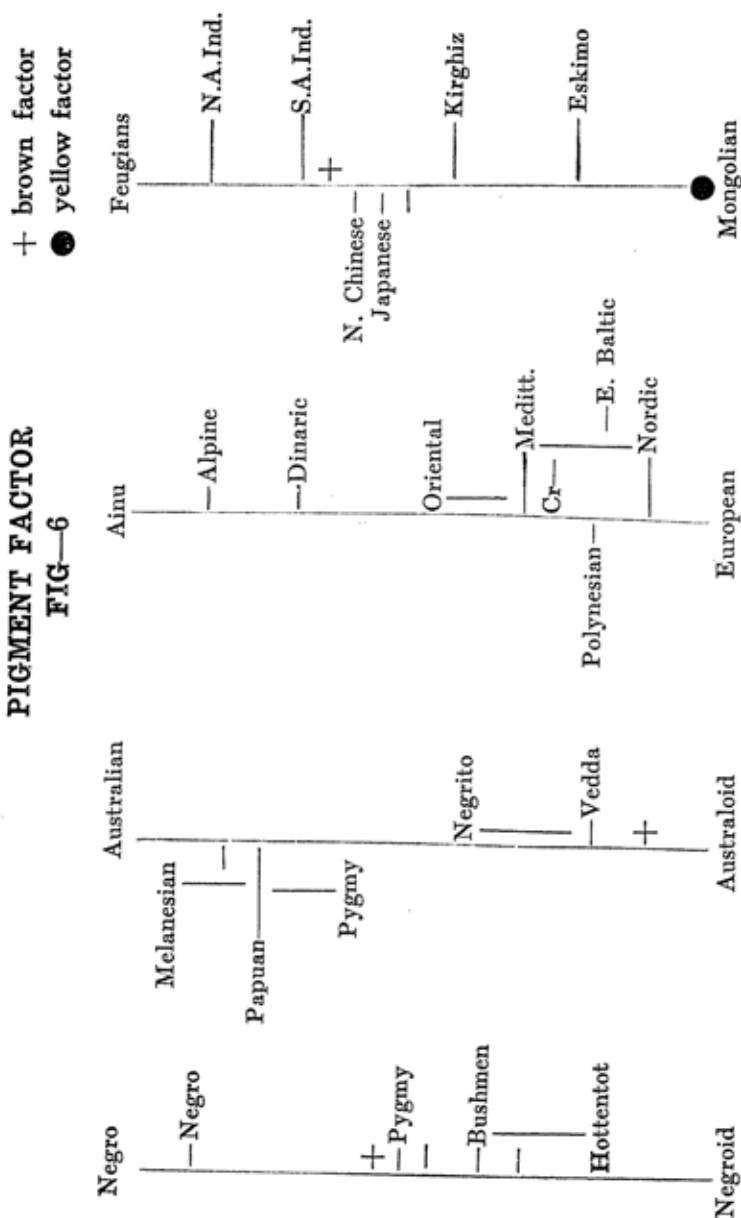 PIGMENT FACTOR
FIG—6
+ brown factor
● yellow factor
Negro
Negro
Pygmy
Bushmen
Hottentot
Negroid
Australian
Melanesian
Papuan
Pygmy
Negrito
Vedda
Australoid
Ainu
Alpine
Dinaric
Oriental
Meditt.
Cr
E. Baltic
Nordic
Polynesian
European
Feugians
N.A.Ind.
S.A.Ind.
N. Chinese
Japanese
Kirghiz
Eskimo
Mongolian